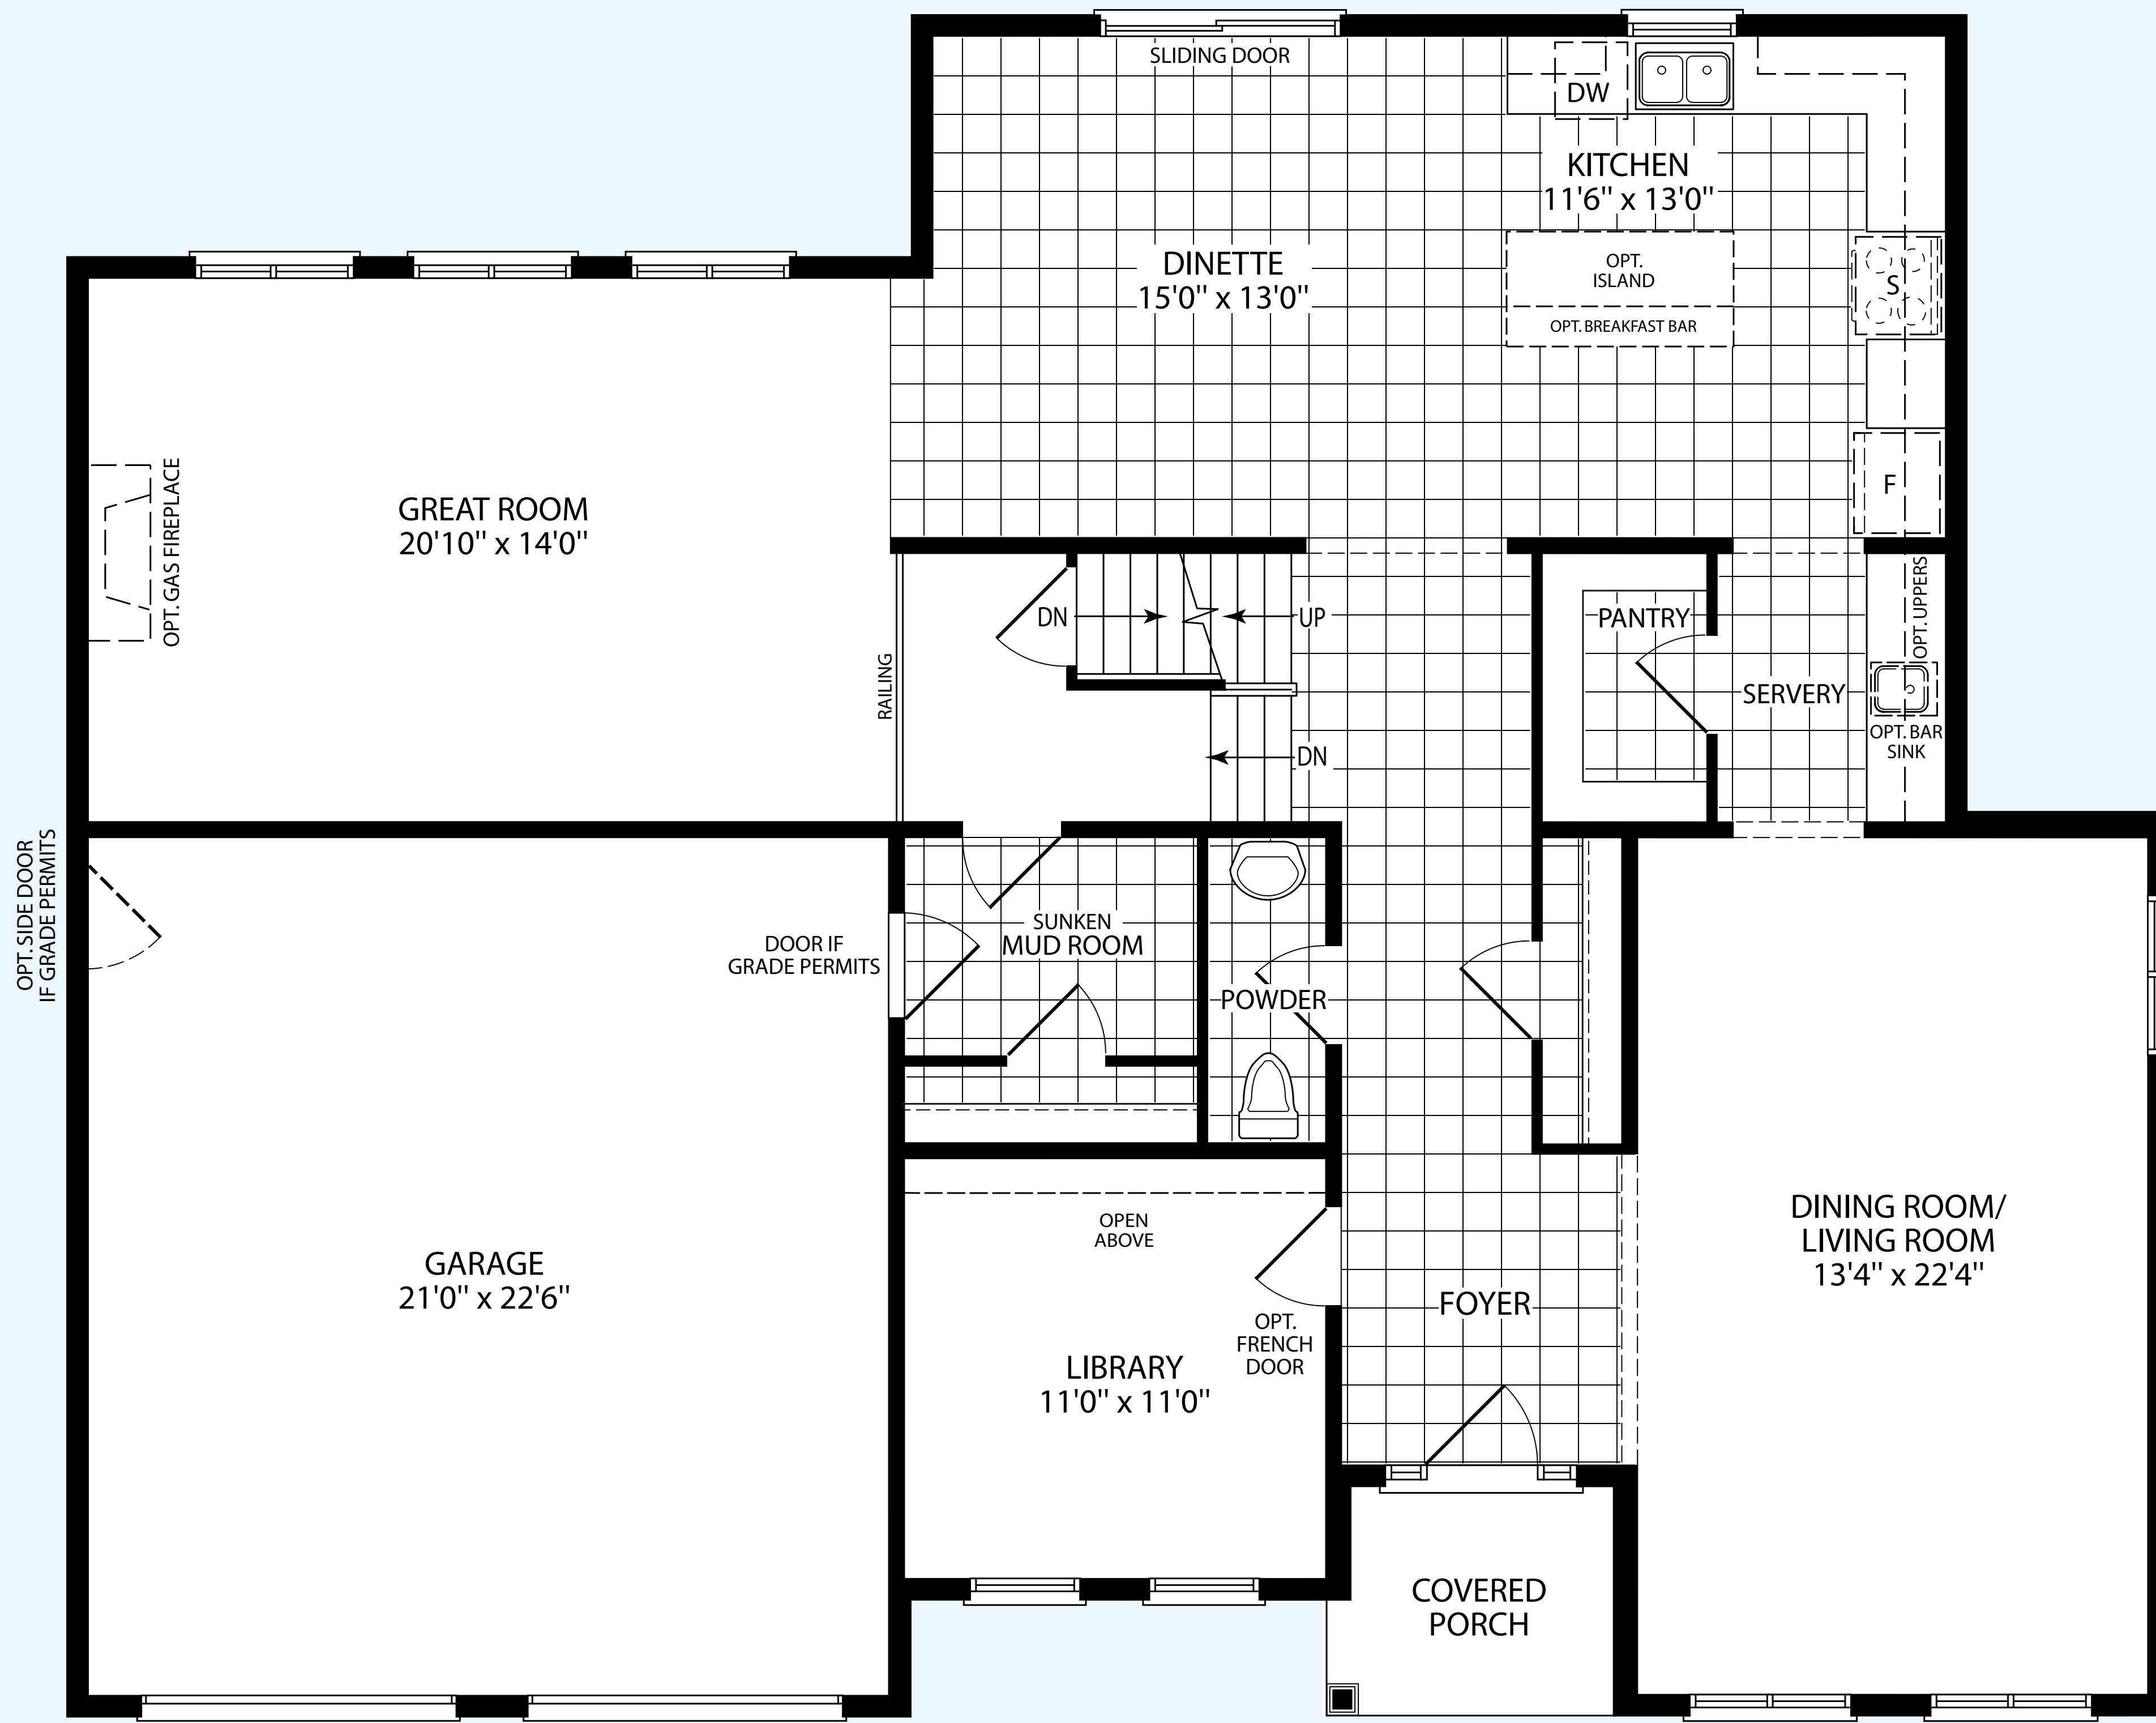 SLIDING DOOR
DW
KITCHEN
11'6" x 13'0"
DINETTE
15'0" x 13'0"
OPT.
ISLAND
OPT. BREAKFAST BAR
S
F
GREAT ROOM
20'10" x 14'0"
OPT. GAS FIREPLACE
RAILING
DN
UP
DN
PANTRY
SERVERY
OPT. UPPERS
OPT. BAR
SINK
OPT. SIDE DOOR
IF GRADE PERMITS
DOOR IF
GRADE PERMITS
SUNKEN
MUD ROOM
POWDER
OPEN
ABOVE
GARAGE
21'0" x 22'6"
LIBRARY
11'0" x 11'0"
OPT.
FRENCH
DOOR
FOYER
DINING ROOM/
LIVING ROOM
13'4" x 22'4"
COVERED
PORCH